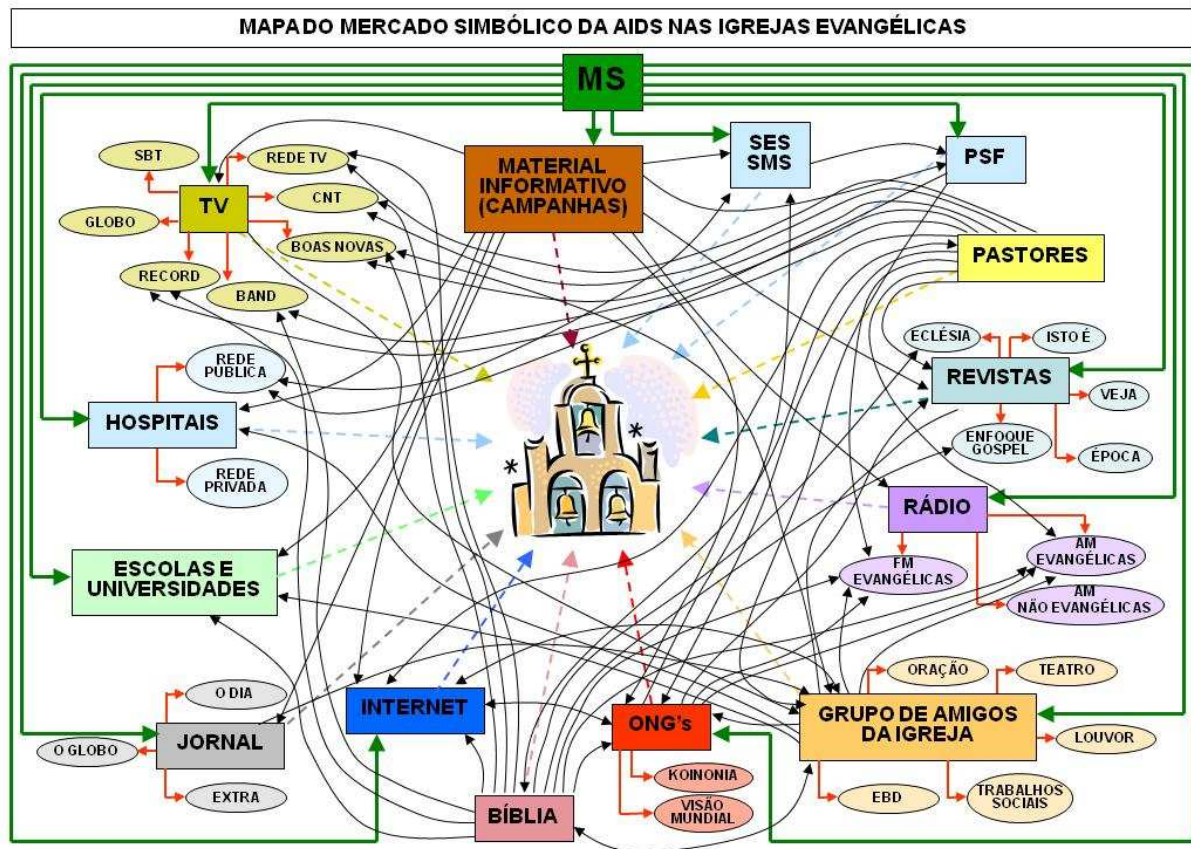 MAPA DO MERCADO SIMBÓLICO DA AIDS NAS IGREJAS EVANGÉLICAS
MS
SES
SMS
PSF
MATERIAL
INFORMATIVO
(CAMPANHAS)
SBT
REDE TV
TV
CNT
GLOBO
BOAS NOVAS
RECORD
BAND
PASTORES
ECLÉSIA
ISTO É
REVISTAS
VEJA
ENFOQUE
GOSPEL
ÉPOCA
REDE
PÚBLICA
HOSPITAIS
REDE
PRIVADA
*
*
RÁDIO
FM
EVANGÉLICAS
AM
EVANGÉLICAS
AM
NÃO EVANGÉLICAS
ESCOLAS E
UNIVERSIDADES
O DIA
JORNAL
O GLOBO
EXTRA
INTERNET
BÍBLIA
ONG's
KOINONIA
VISÃO
MUNDIAL
ORAÇÃO
TEATRO
GRUPO DE AMIGOS
DA IGREJA
LOUVOR
EBD
TRABALHOS
SOCIAIS